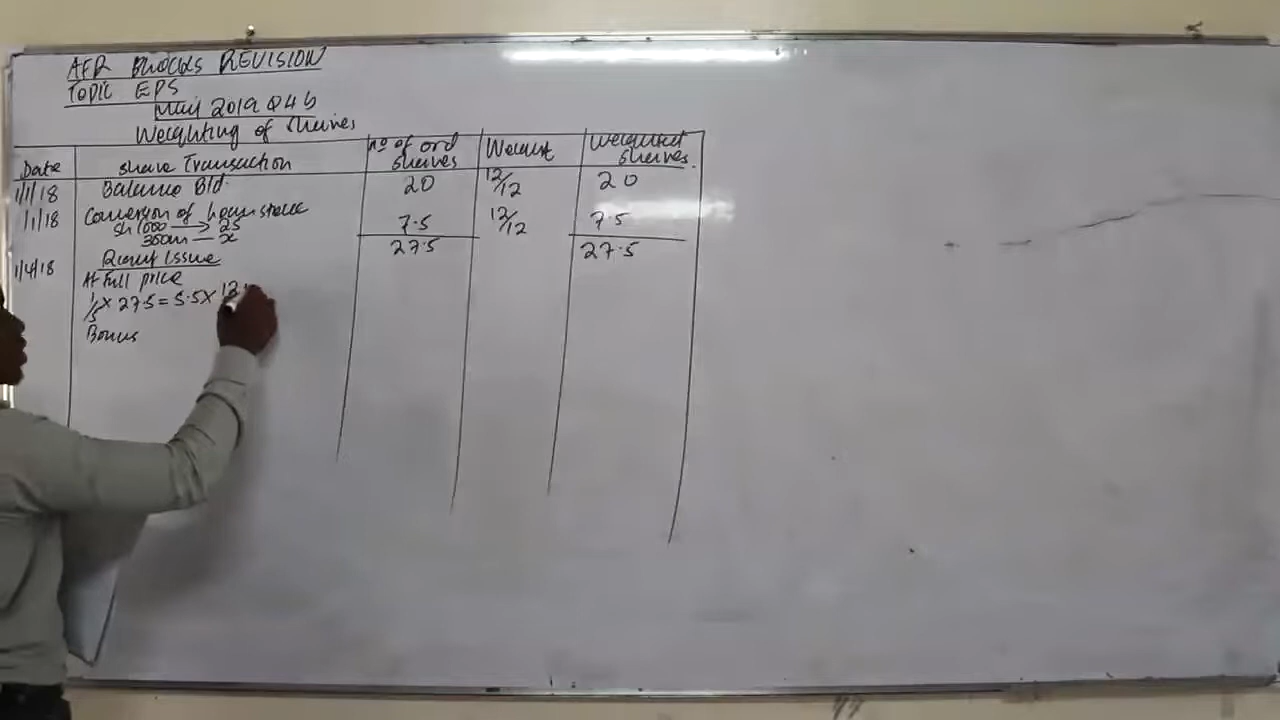 AFR BLOCKS REVISION
TOPIC EPS
May 2019 Q4b
Weighting of shares
Date share Transaction no of ord shares Weight Weighted shares
1/1/18 Balance Bld. 20 12/12 20
1/1/18 Conversion of loan stock 7.5 12/12 7.5
sh1000 → 25
300m — x 27.5 27.5
1/4/18 Right Issue
At Full price
1/5 x 27.5 = 5.5 x 12
Bonus